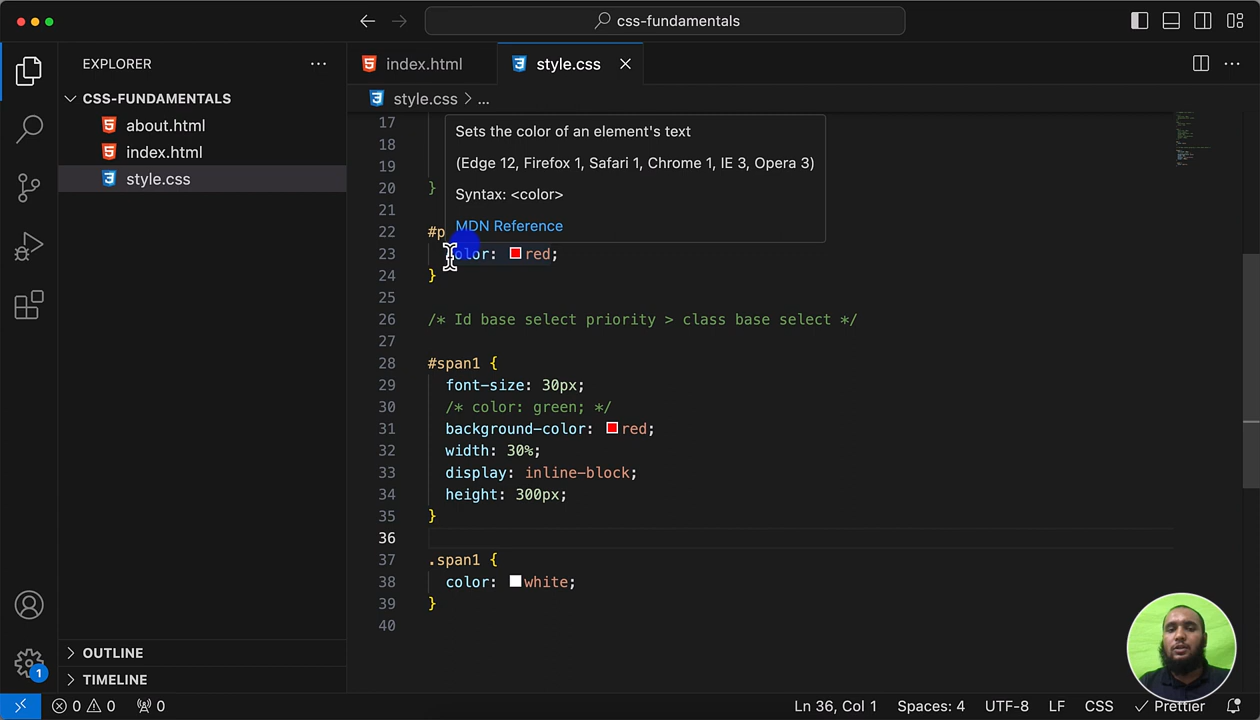 css-fundamentals
EXPLORER
CSS-FUNDAMENTALS
about.html
index.html
style.css
OUTLINE
TIMELINE
index.html
style.css
style.css > ...
Sets the color of an element's text
(Edge 12, Firefox 1, Safari 1, Chrome 1, IE 3, Opera 3)
Syntax: <color>
MDN Reference
17
18
19
20 }
21
22 #p
23 color: red;
24 }
25
26 /* Id base select priority > class base select */
27
28 #span1 {
29 font-size: 30px;
30 /* color: green; */
31 background-color: red;
32 width: 30%;
33 display: inline-block;
34 height: 300px;
35 }
36
37 .span1 {
38 color: white;
39 }
40
1
0 0 0 Ln 36, Col 1 Spaces: 4 UTF-8 LF CSS Prettier